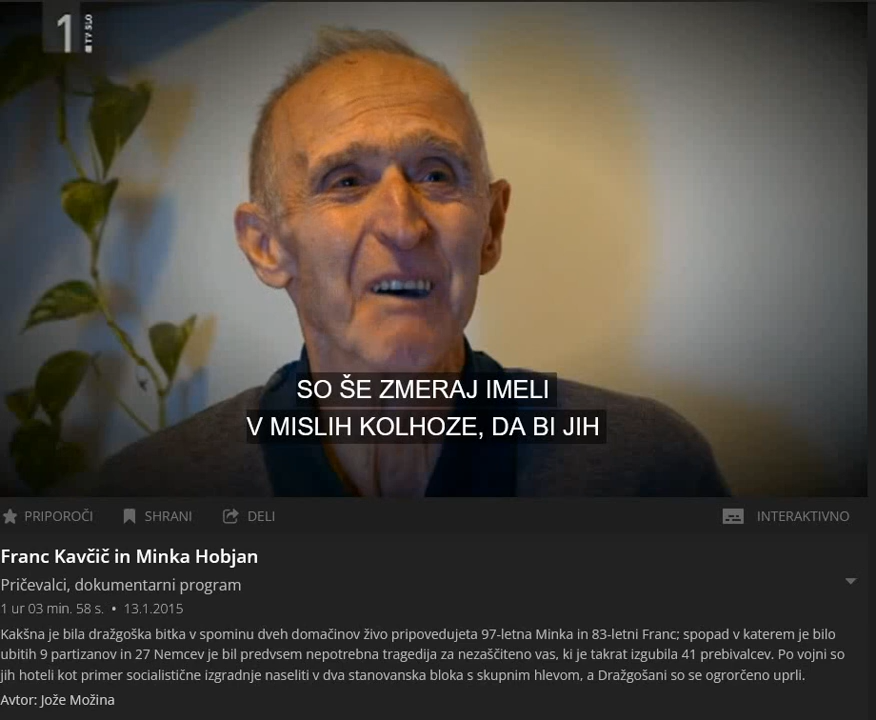 1
TV SLO
SO ŠE ZMERAJ IMELI
V MISLIH KOLHOZE, DA BI JIH
PRIPOROČI SHRANI DELI INTERAKTIVNO
Franc Kavčič in Minka Hobjan
Pričevalci, dokumentarni program
1 ur 03 min. 58 s. • 13.1.2015
Kakšna je bila dražgoška bitka v spominu dveh domačinov živo pripovedujeta 97-letna Minka in 83-letni Franc; spopad v katerem je bilo
ubitih 9 partizanov in 27 Nemcev je bil predvsem nepotrebna tragedija za nezaščiteno vas, ki je takrat izgubila 41 prebivalcev. Po vojni so
jih hoteli kot primer socialistične izgradnje naseliti v dva stanovanska bloka s skupnim hlevom, a Dražgošani so se ogrorčeno uprli.
Avtor: Jože Možina